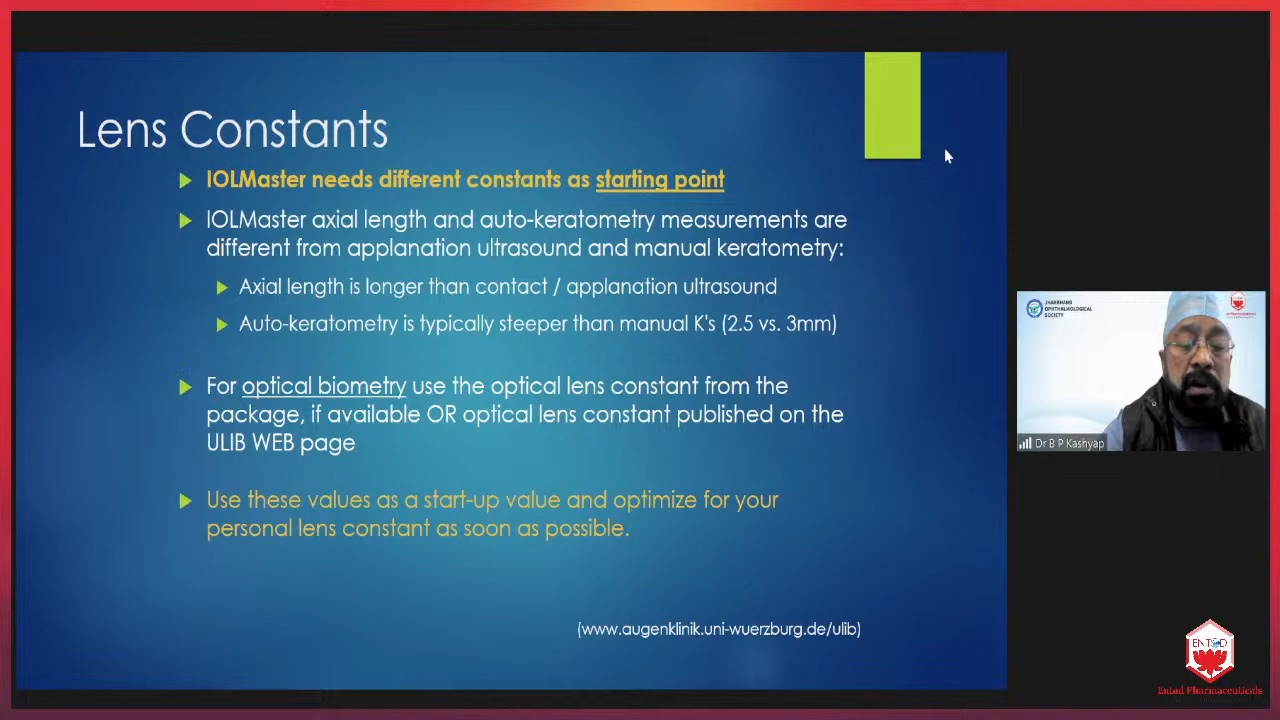 Lens Constants
IOLMaster needs different constants as starting point
IOLMaster axial length and auto-keratometry measurements are
different from applanation ultrasound and manual keratometry:
Axial length is longer than contact / applanation ultrasound
Auto-keratometry is typically steeper than manual K's (2.5 vs. 3mm)
For optical biometry use the optical lens constant from the
package, if available OR optical lens constant published on the
ULIB WEB page
Use these values as a start-up value and optimize for your
personal lens constant as soon as possible.
(www.augenklinik.uni-wuerzburg.de/ulib)
JHARKHAND
OPHTHALMOLOGICAL
SOCIETY
Dr B P Kashyap
ENTOD
Entod Pharmaceuticals